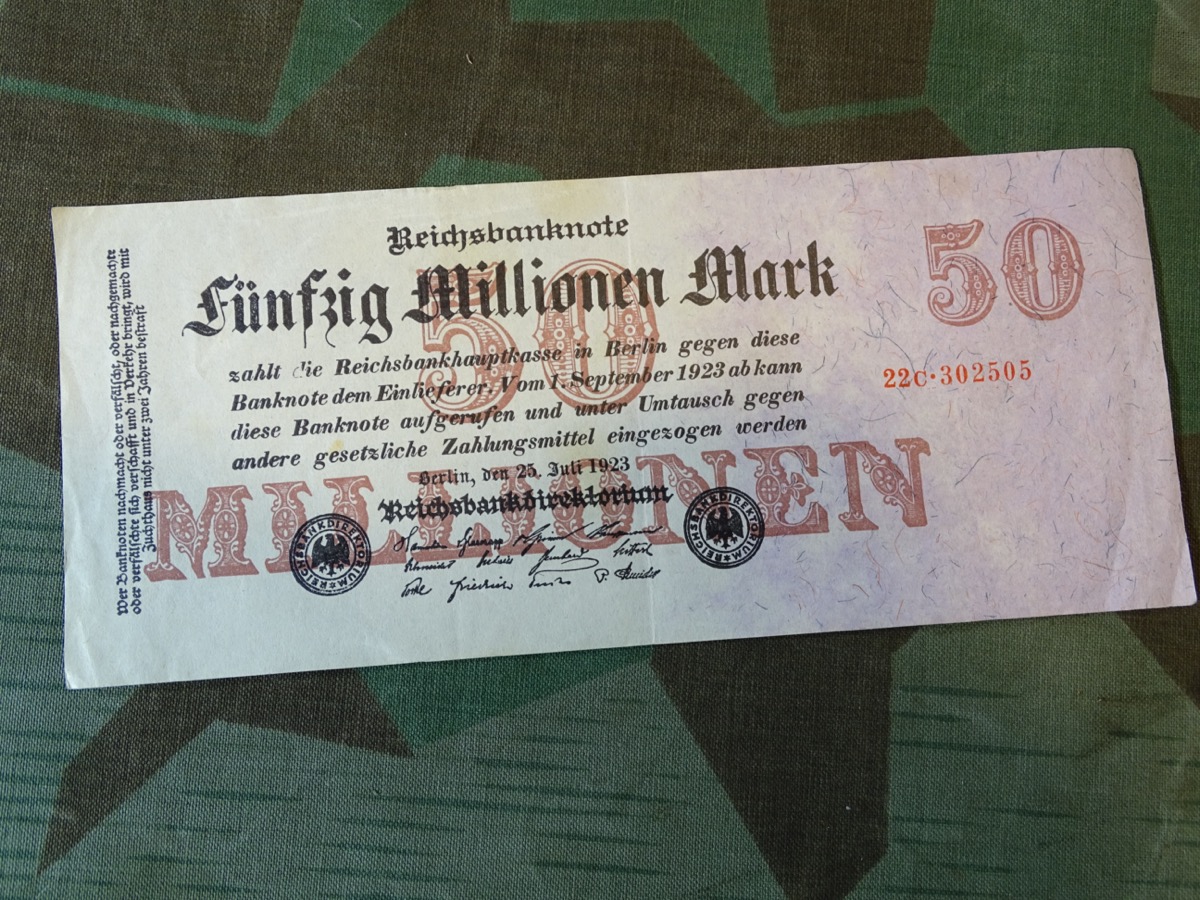 Reichsbanknote
Fünfzig Millionen Mark
50
50
zahlt die Reichsbankhauptkasse in Berlin gegen diese
Banknote dem Einlieferer. Vom 1. September 1923 ab kann
diese Banknote aufgerufen und unter Umtausch gegen
andere gesetzliche Zahlungsmittel eingezogen werden
22C·302505
MILLIONEN
Berlin, den 25. Juli 1923
Reichsbankdirektorium
REICHSBANKDIREKTORIUM
REICHSBANKDIREKTORIUM
Wer Banknoten nachmacht oder verfälscht, oder nachgemachte
oder verfälschte sich verschafft und in Verkehr bringt, wird mit
Zuchthaus nicht unter zwei Jahren bestraft